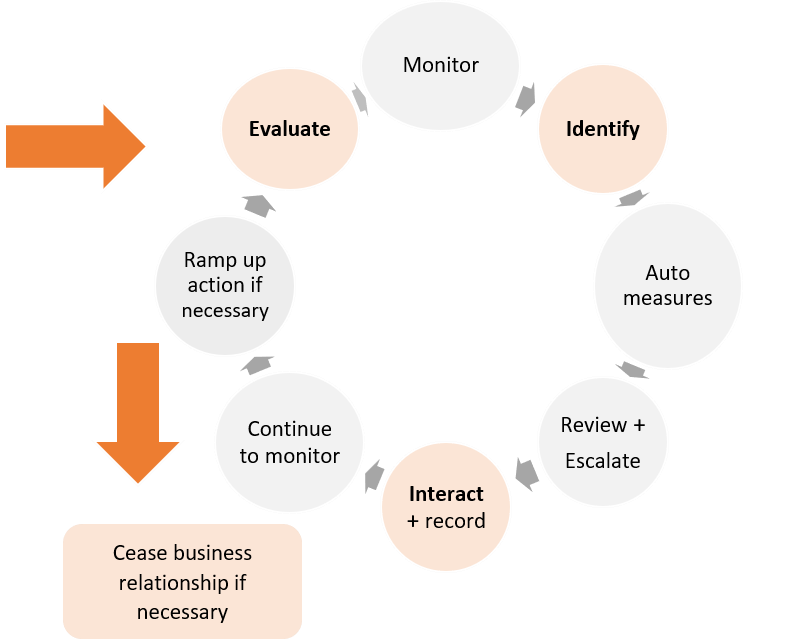 Monitor
Evaluate
Identify
Ramp up
action if
necessary
Auto
measures
Continue
to monitor
Review +
Escalate
Interact
+ record
Cease business
relationship if
necessary